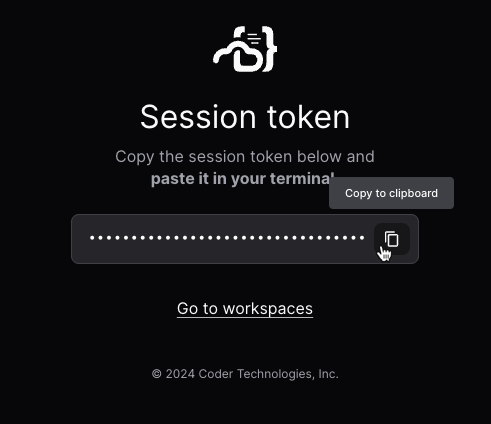 Session token
Copy the session token below and
paste it in your terminal
Copy to clipboard
••••••••••••••••••••••••••••••••
Go to workspaces
© 2024 Coder Technologies, Inc.